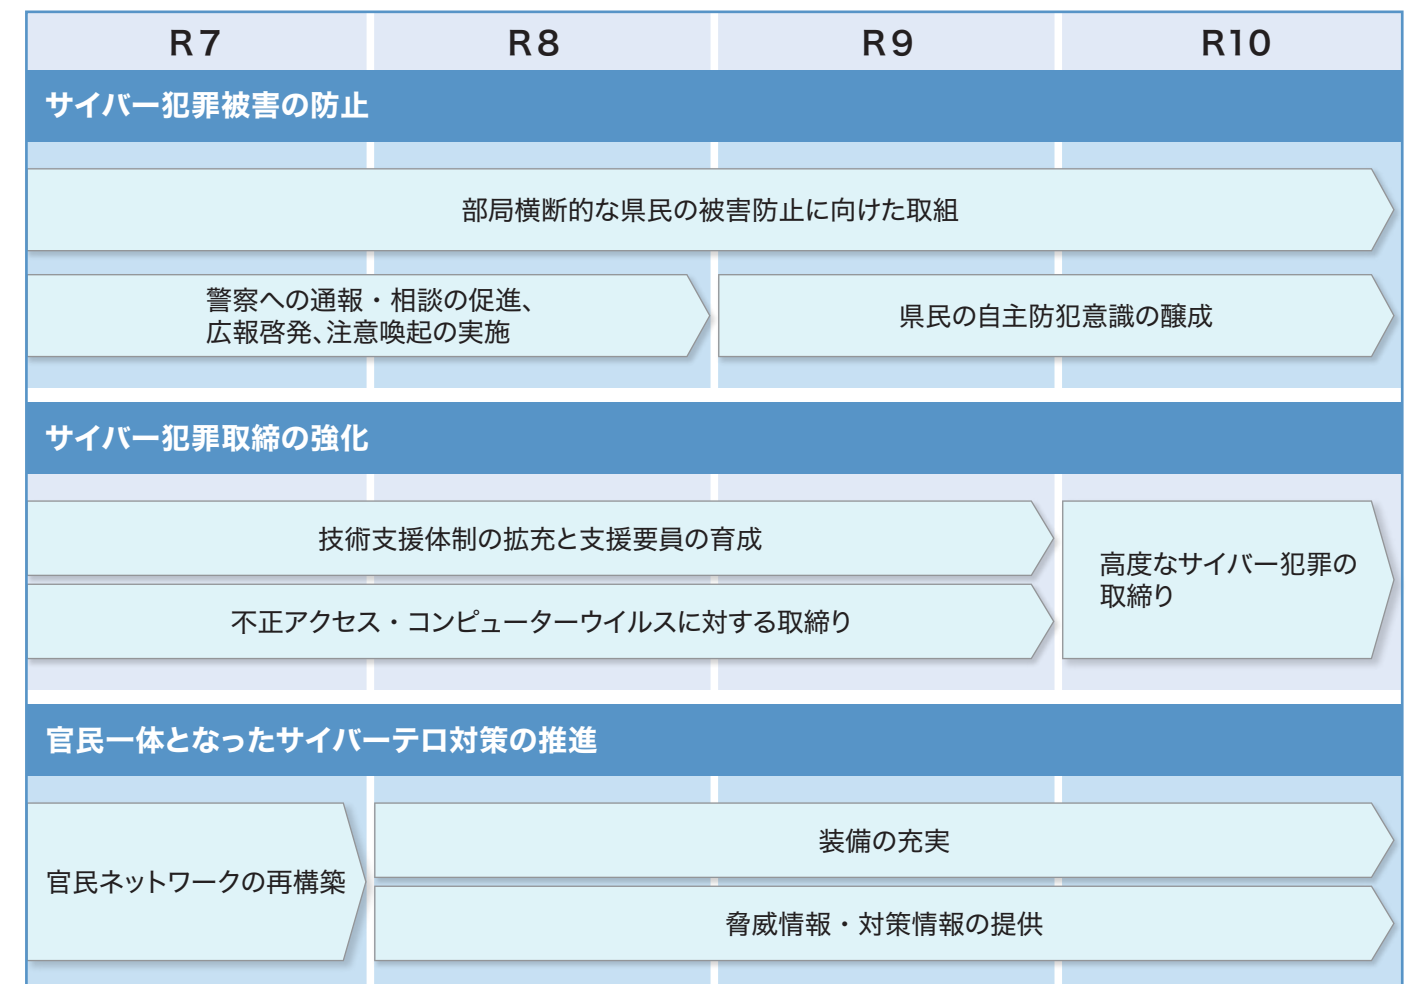 R7 R8 R9 R10
サイバー犯罪被害の防止
部局横断的な県民の被害防止に向けた取組
警察への通報・相談の促進、
広報啓発、注意喚起の実施
県民の自主防犯意識の醸成
サイバー犯罪取締の強化
技術支援体制の拡充と支援要員の育成
不正アクセス・コンピューターウイルスに対する取締り
高度なサイバー犯罪の
取締り
官民一体となったサイバーテロ対策の推進
官民ネットワークの再構築
装備の充実
脅威情報・対策情報の提供